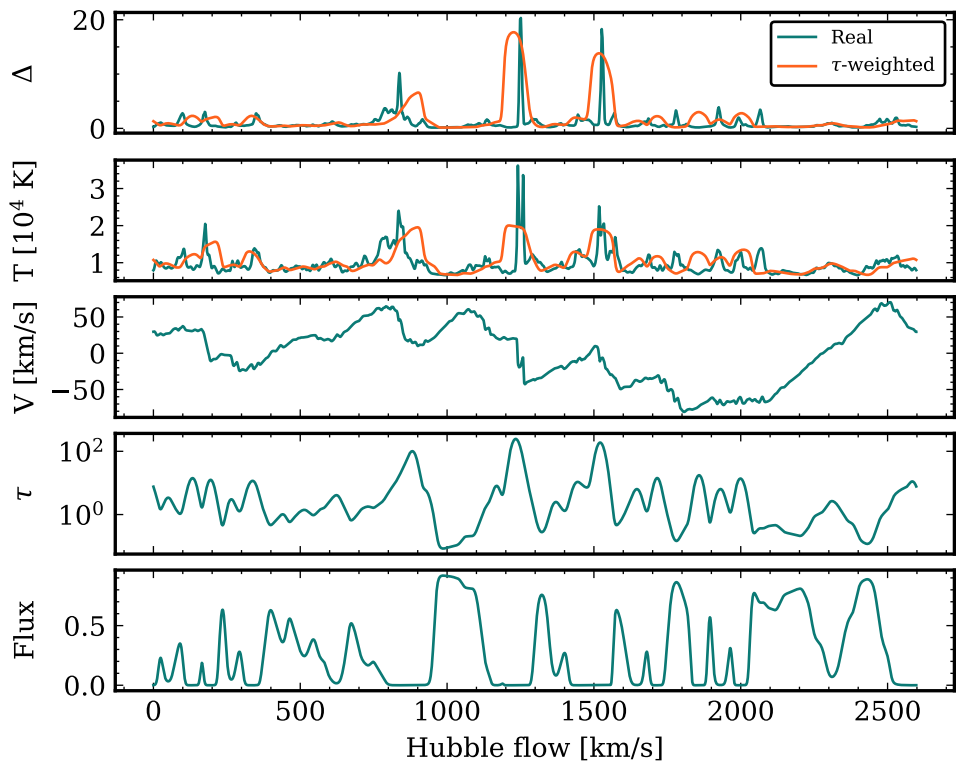 20
Δ
0
Real
τ-weighted
3
2
1
T [10⁴ K]
50
0
−50
V [km/s]
10²
10⁰
τ
0.5
0.0
Flux
0 500 1000 1500 2000 2500
Hubble flow [km/s]